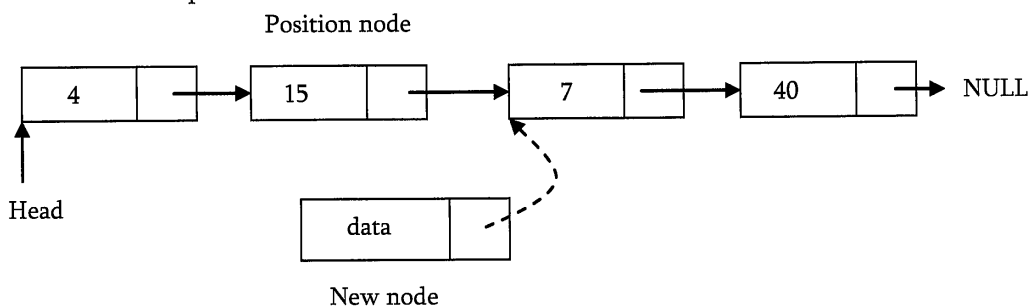 Position node
4 15 7 40 NULL
Head
data
New node